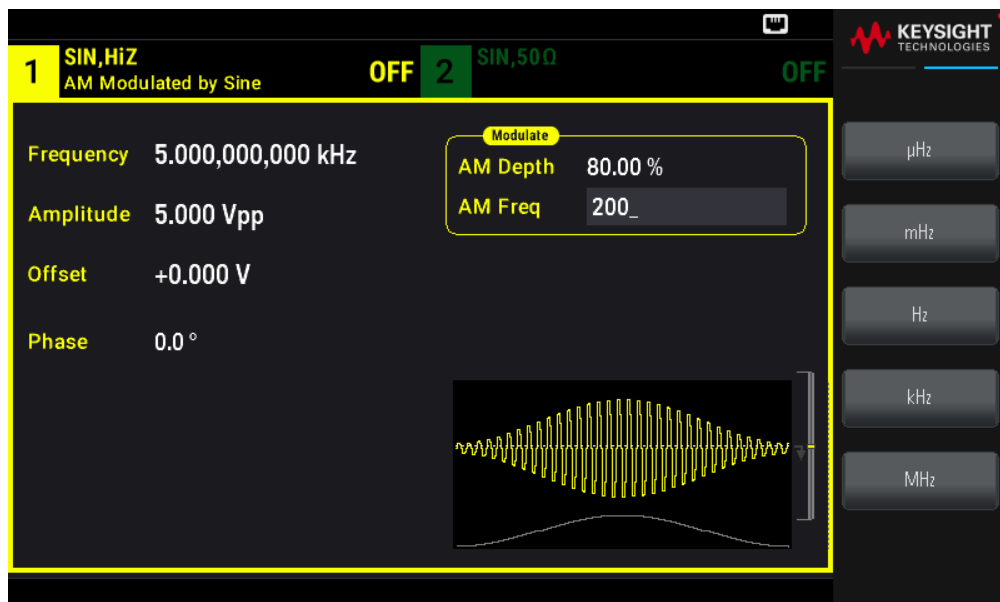 KEYSIGHT
TECHNOLOGIES
1
SIN,HiZ
AM Modulated by Sine
OFF
2
SIN,50Ω
OFF
Frequency 5.000,000,000 kHz
Amplitude 5.000 Vpp
Offset +0.000 V
Phase 0.0 °
Modulate
AM Depth 80.00 %
AM Freq 200_
µHz
mHz
Hz
kHz
MHz